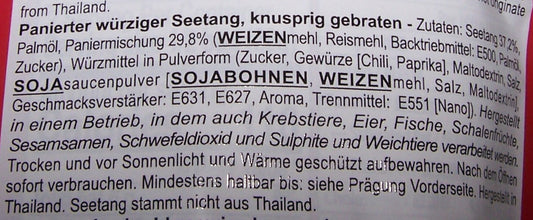 from Thailand.
Panierter würziger Seetang, knusprig gebraten - Zutaten: Seetang 37,2%,
Palmöl, Paniermischung 29,8% (WEIZENmehl, Reismehl, Backtriebmittel: E500, Palmöl,
Zucker), Würzmittel in Pulverform (Zucker, Gewürze [Chili, Paprika], Maltodextrin, Salz,
SOJAsaucenpulver [SOJABOHNEN, WEIZENmehl, Salz, Maltodextrin],
Geschmacksverstärker: E631, E627, Aroma, Trennmittel: E551 [Nano]). Hergestellt
in einem Betrieb, in dem auch Krebstiere, Eier, Fische, Schalenfrüchte,
Sesamsamen, Schwefeldioxid und Sulphite und Weichtiere verarbeitet werden.
Trocken und vor Sonnenlicht und Wärme geschützt aufbewahren. Nach dem Öffnen
sofort verbrauchen. Mindestens haltbar bis: siehe Prägung Vorderseite. Hergestellt in
Thailand. Seetang stammt nicht aus Thailand.